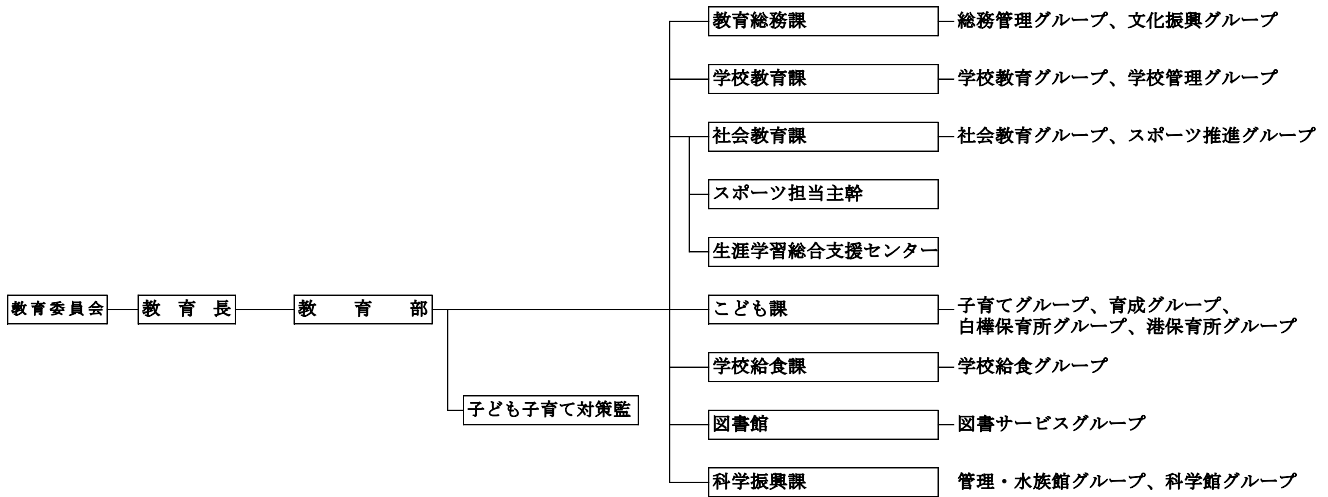 教育総務課 総務管理グループ、文化振興グループ
学校教育課 学校教育グループ、学校管理グループ
社会教育課 社会教育グループ、スポーツ推進グループ
スポーツ担当主幹
生涯学習総合支援センター
教育委員会 教育長 教育部 こども課 子育てグループ、育成グループ、
白樺保育所グループ、港保育所グループ
学校給食課 学校給食グループ
子ども子育て対策監
図書館 図書サービスグループ
科学振興課 管理・水族館グループ、科学館グループ